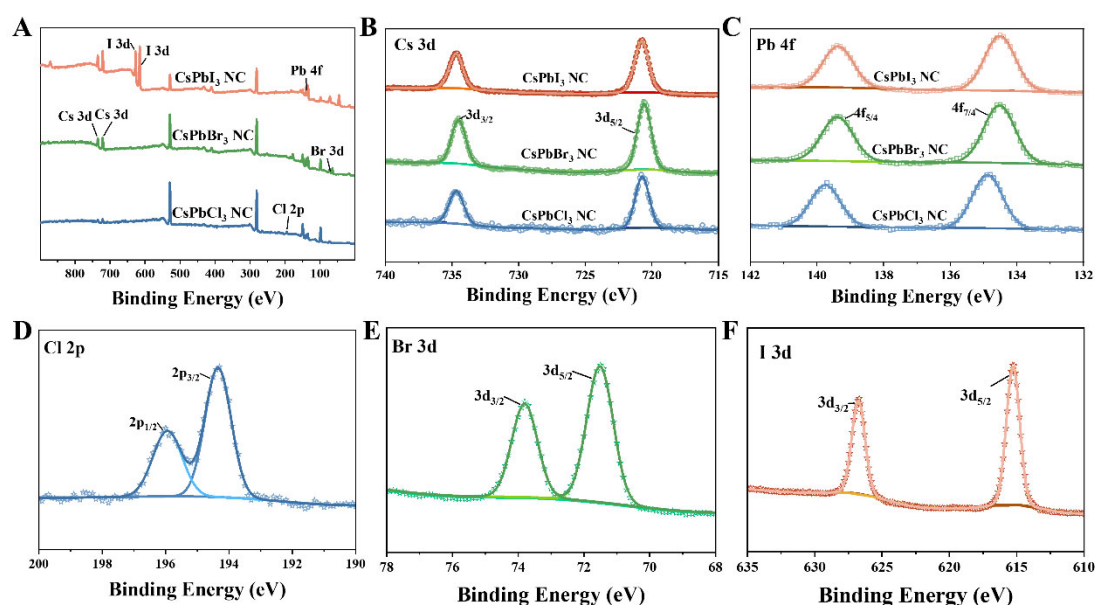 A
I 3d
I 3d
CsPbI₃ NC
Pb 4f
Cs 3d
Cs 3d
CsPbBr₃ NC
Br 3d
CsPbCl₃ NC
Cl 2p
800 700 600 500 400 300 200 100 0
Binding Energy (eV)
B
Cs 3d
CsPbI₃ NC
3d₃/₂
3d₅/₂
CsPbBr₃ NC
CsPbCl₃ NC
740 735 730 725 720 715
Binding Energy (eV)
C
Pb 4f
CsPbI₃ NC
4f₅/₄
4f₇/₄
CsPbBr₃ NC
CsPbCl₃ NC
142 140 138 136 134 132
Binding Energy (eV)
D
Cl 2p
2p₃/₂
2p₁/₂
200 198 196 194 192 190
Binding Energy (eV)
E
Br 3d
3d₅/₂
3d₃/₂
78 76 74 72 70 68
Binding Energy (eV)
F
I 3d
3d₃/₂
3d₅/₂
635 630 625 620 615 610
Binding Energy (eV)